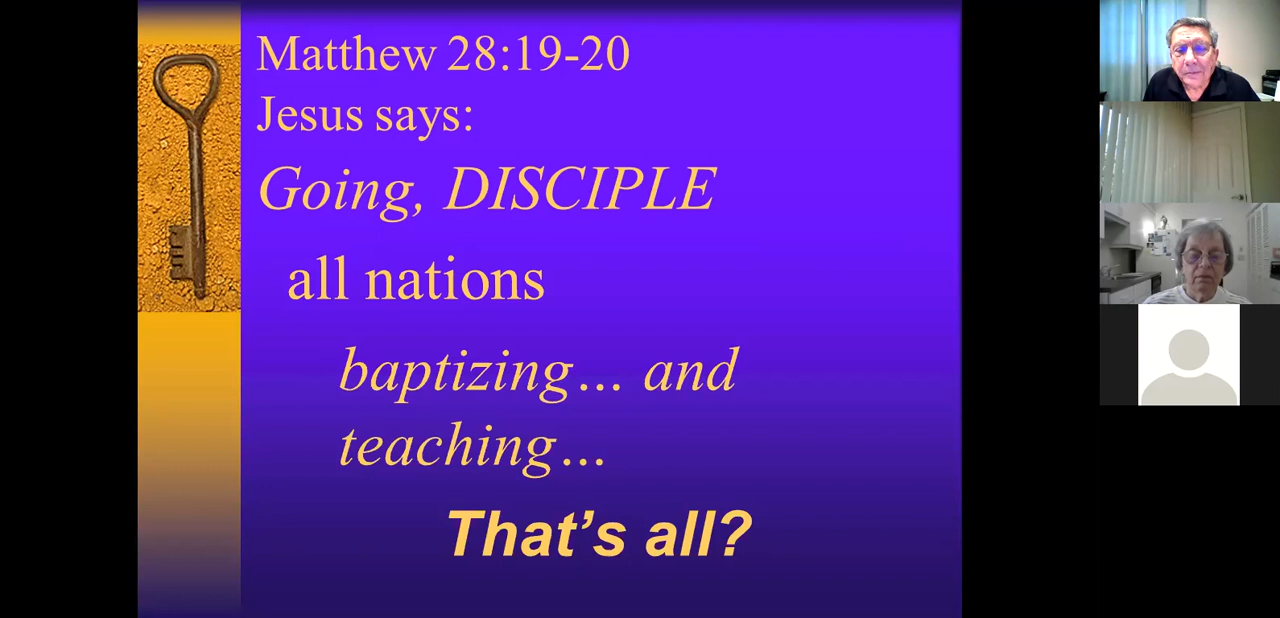 Matthew 28:19-20
Jesus says:
Going, DISCIPLE
all nations
baptizing... and
teaching...
That's all?